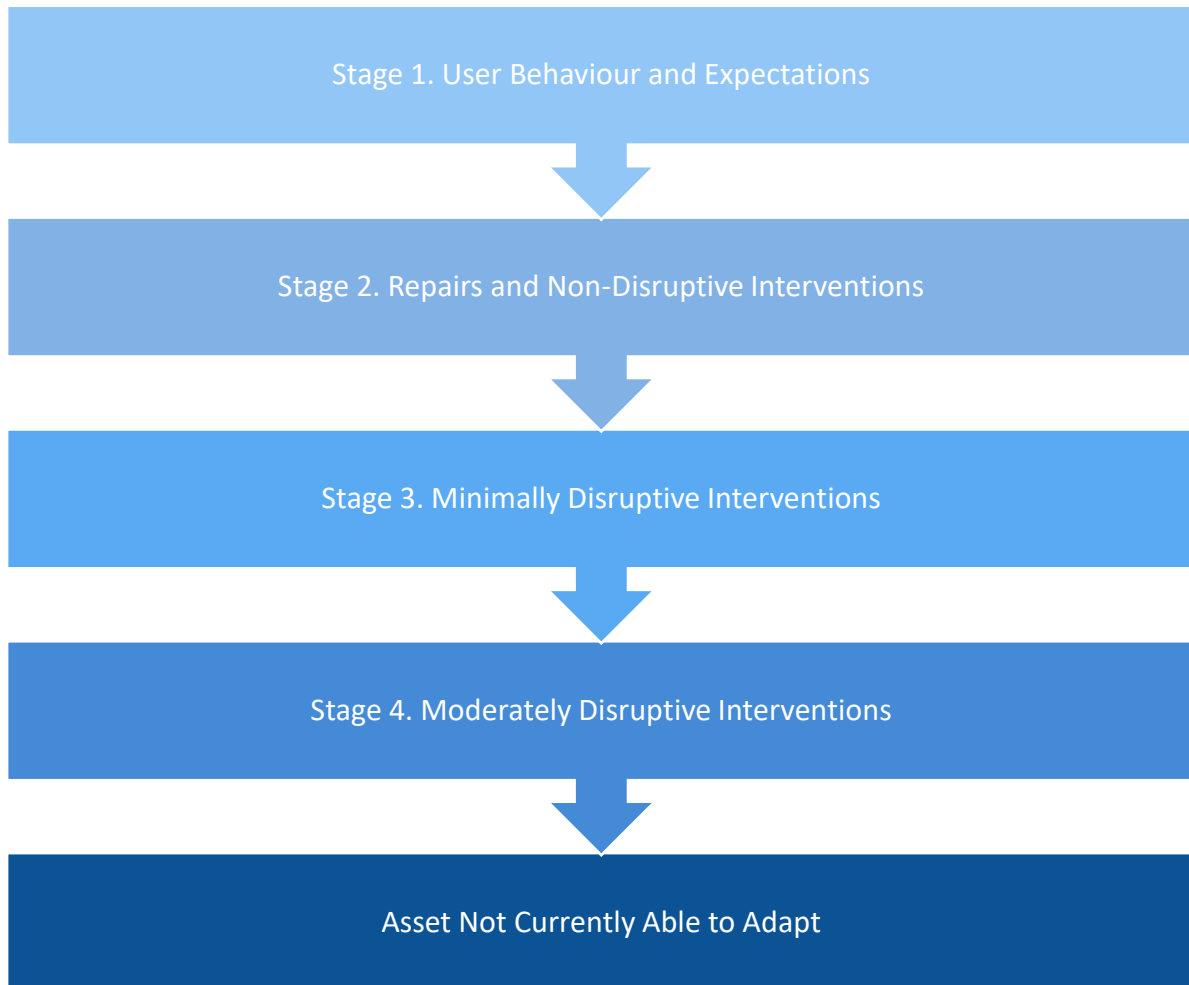 Stage 1. User Behaviour and Expectations
Stage 2. Repairs and Non-Disruptive Interventions
Stage 3. Minimally Disruptive Interventions
Stage 4. Moderately Disruptive Interventions
Asset Not Currently Able to Adapt